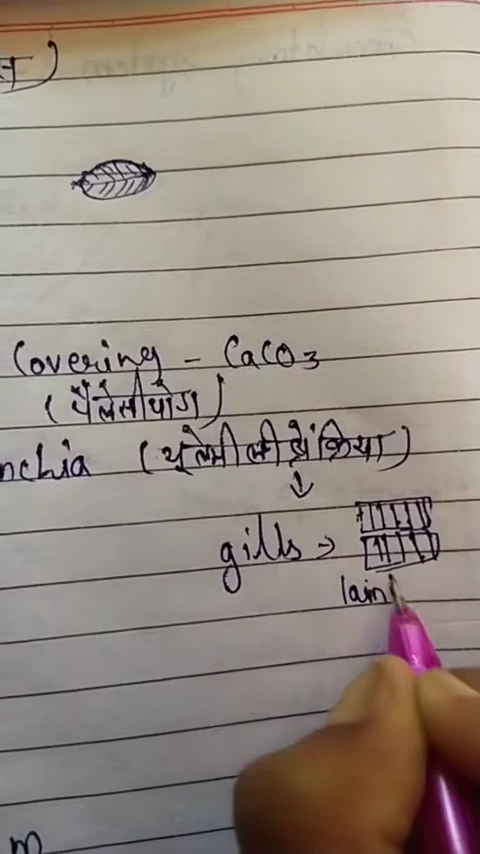 Covering - CaCO3
(पैलेसीपोडा)
nchia (यूलेमीलीब्रेंकिया)
↓
gills →
lain
m